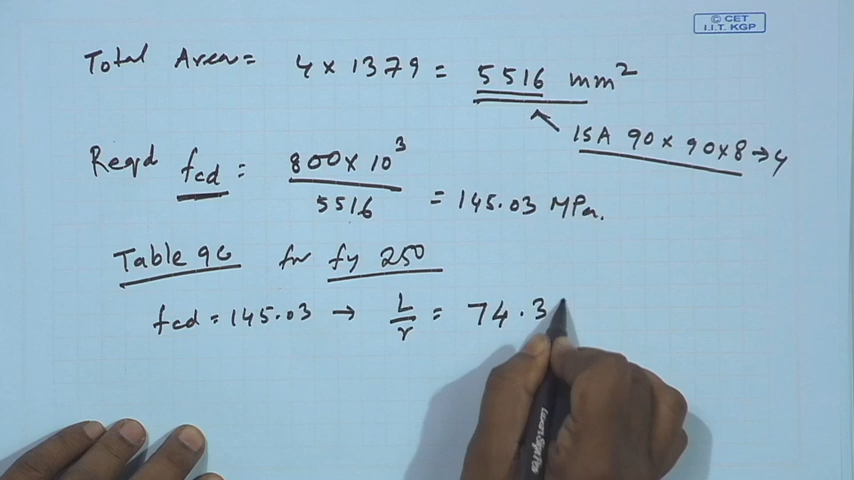 © CET
I.I.T. KGP
Total Area = 4 x 1379 = 5516 mm²
ISA 90 x 90 x 8 → 4
Reqd fcd = 800 x 10³ / 5516 = 145.03 MPa.
Table 9C for fy 250
fcd = 145.03 → L/r = 74.3